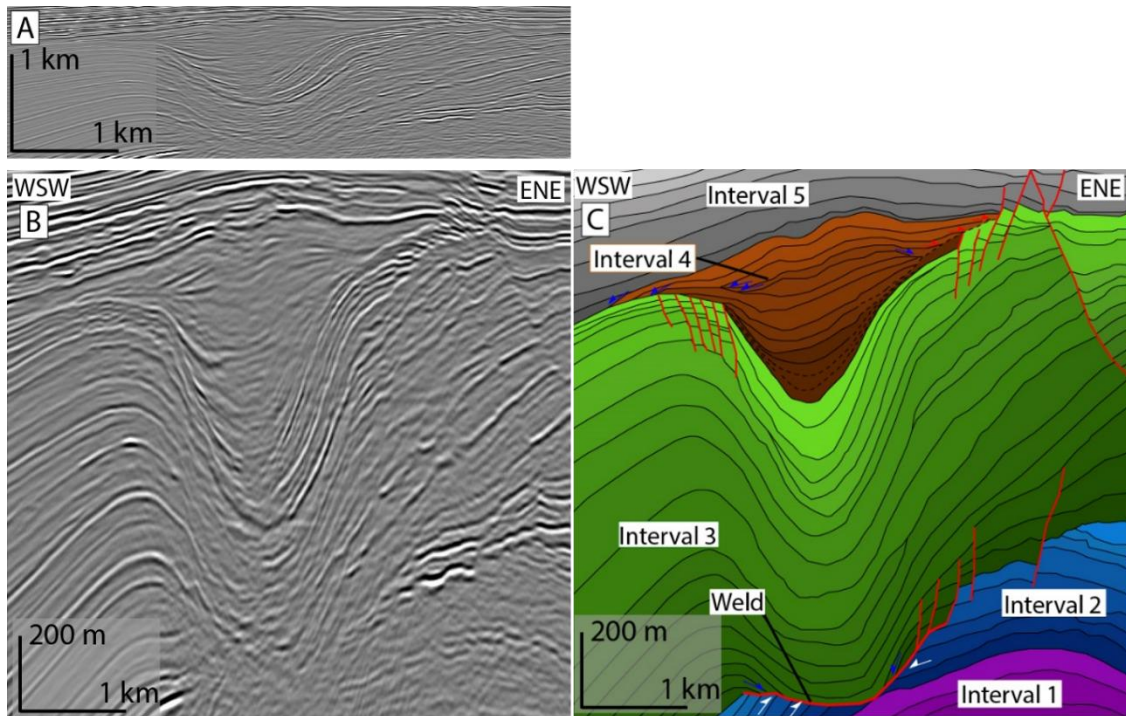 A
1 km
1 km
WSW
ENE
B
200 m
1 km
WSW
ENE
C
Interval 5
Interval 4
Interval 3
Weld
Interval 2
200 m
1 km
Interval 1